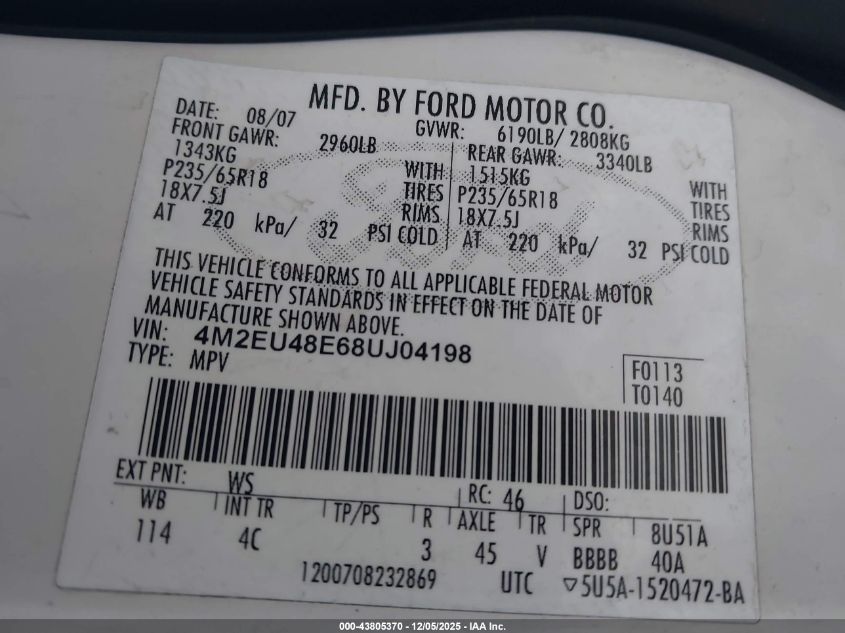 MFD. BY FORD MOTOR CO.
DATE: 08/07 GVWR: 6190LB/ 2808KG
FRONT GAWR: 2960LB REAR GAWR: 3340LB
1343KG WITH 1515KG WITH
P235/65R18 TIRES P235/65R18 TIRES
18X7.5J RIMS 18X7.5J RIMS
AT 220 kPa/ 32 PSI COLD AT 220 kPa/ 32 PSI COLD
Ford
THIS VEHICLE CONFORMS TO ALL APPLICABLE FEDERAL MOTOR
VEHICLE SAFETY STANDARDS IN EFFECT ON THE DATE OF
MANUFACTURE SHOWN ABOVE.
VIN: 4M2EU48E68UJ04198
TYPE: MPV
F0113
T0140
EXT PNT: WS RC: 46 DSO:
WB INT TR TP/PS R AXLE TR SPR 8U51A
114 4C 3 45 V BBBB 40A
1200708232869 UTC ▽5U5A-1520472-BA
000-43805370 - 12/05/2025 - IAA Inc.